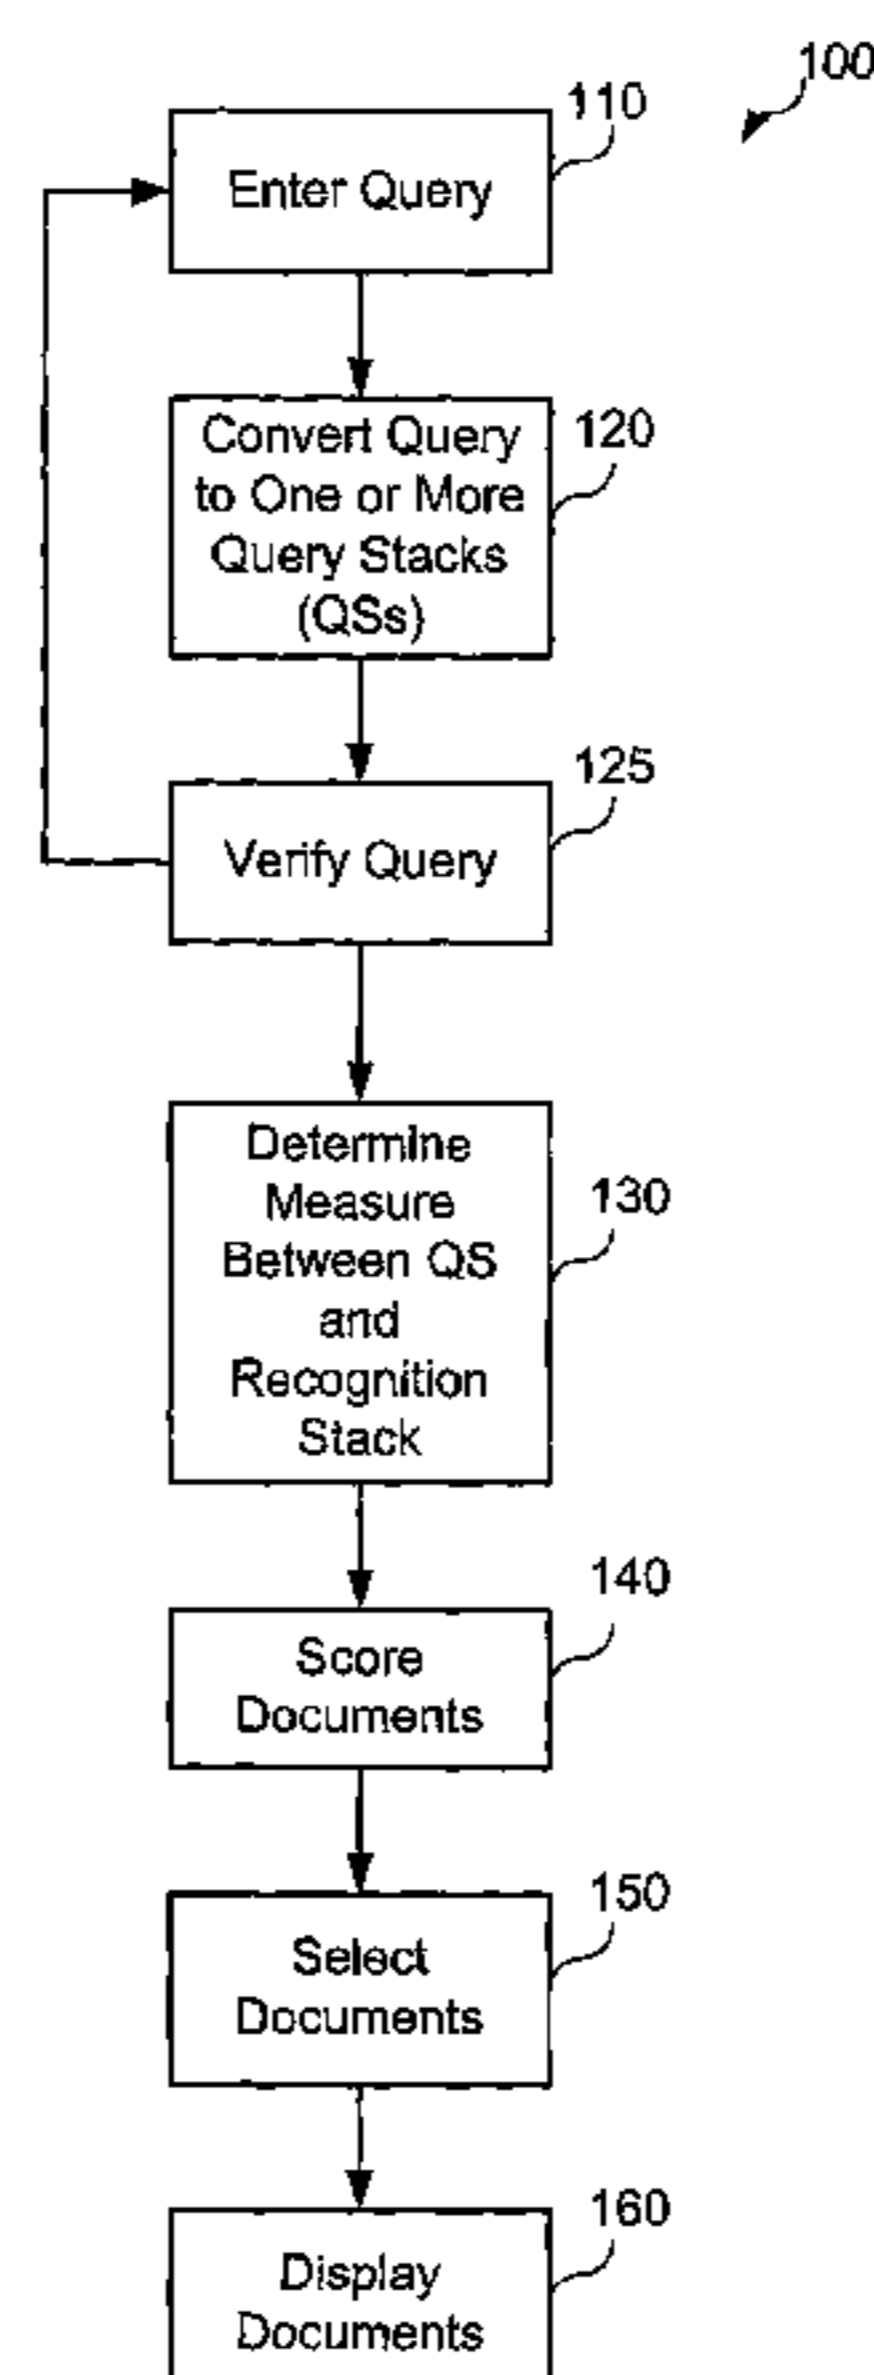 100
110
Enter Query
120
Convert Query
to One or More
Query Stacks
(QSs)
125
Verify Query
130
Determine
Measure
Between QS
and
Recognition
Stack
140
Score
Documents
150
Select
Documents
160
Display
Documents